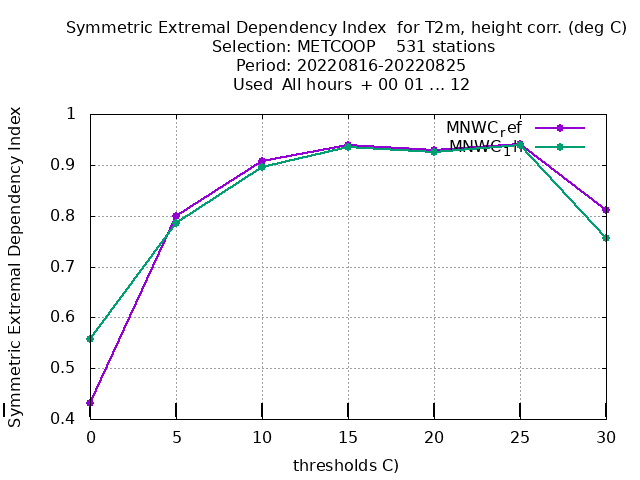 Symmetric Extremal Dependency Index  for T2m, height corr. (deg C)
Selection: METCOOP    531 stations
Period: 20220816-20220825
Used  All hours  + 00 01 ... 12
Symmetric Extremal Dependency Index
MNWC_ref
MNWC_1h
1
0.9
0.8
0.7
0.6
0.5
0.4
0 5 10 15 20 25 30
thresholds C)